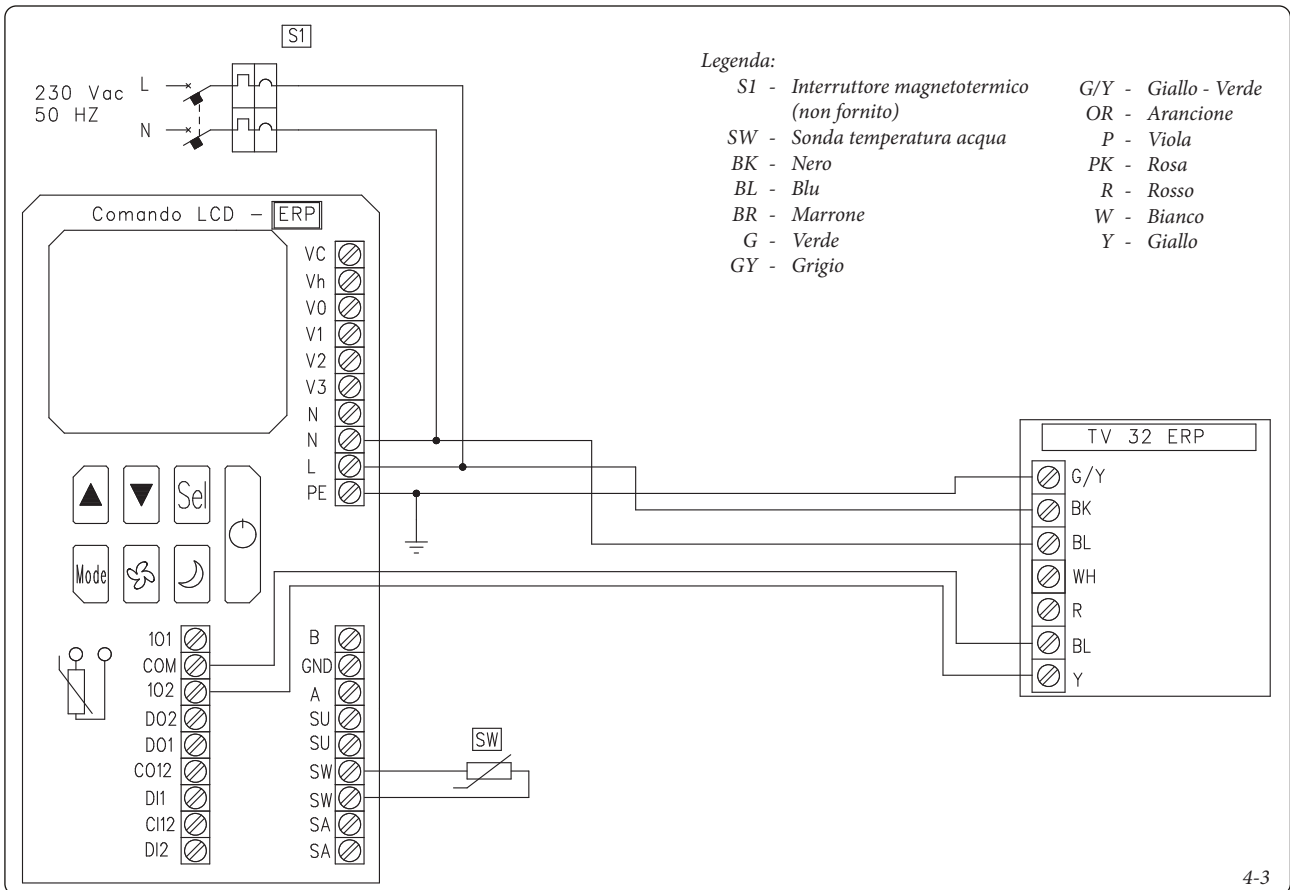 S1
230 Vac
50 HZ
L
N
Legenda:
S1 - Interruttore magnetotermico
(non fornito)
SW - Sonda temperatura acqua
BK - Nero
BL - Blu
BR - Marrone
G - Verde
GY - Grigio
G/Y - Giallo - Verde
OR - Arancione
P - Viola
PK - Rosa
R - Rosso
W - Bianco
Y - Giallo
Comando LCD - ERP
VC
Vh
V0
V1
V2
V3
N
N
L
PE
Sel
Mode
1O1
COM
1O2
DO2
DO1
CO12
DI1
CI12
DI2
B
GND
A
SU
SU
SW
SW
SA
SA
SW
TV 32 ERP
G/Y
BK
BL
WH
R
BL
Y
4-3